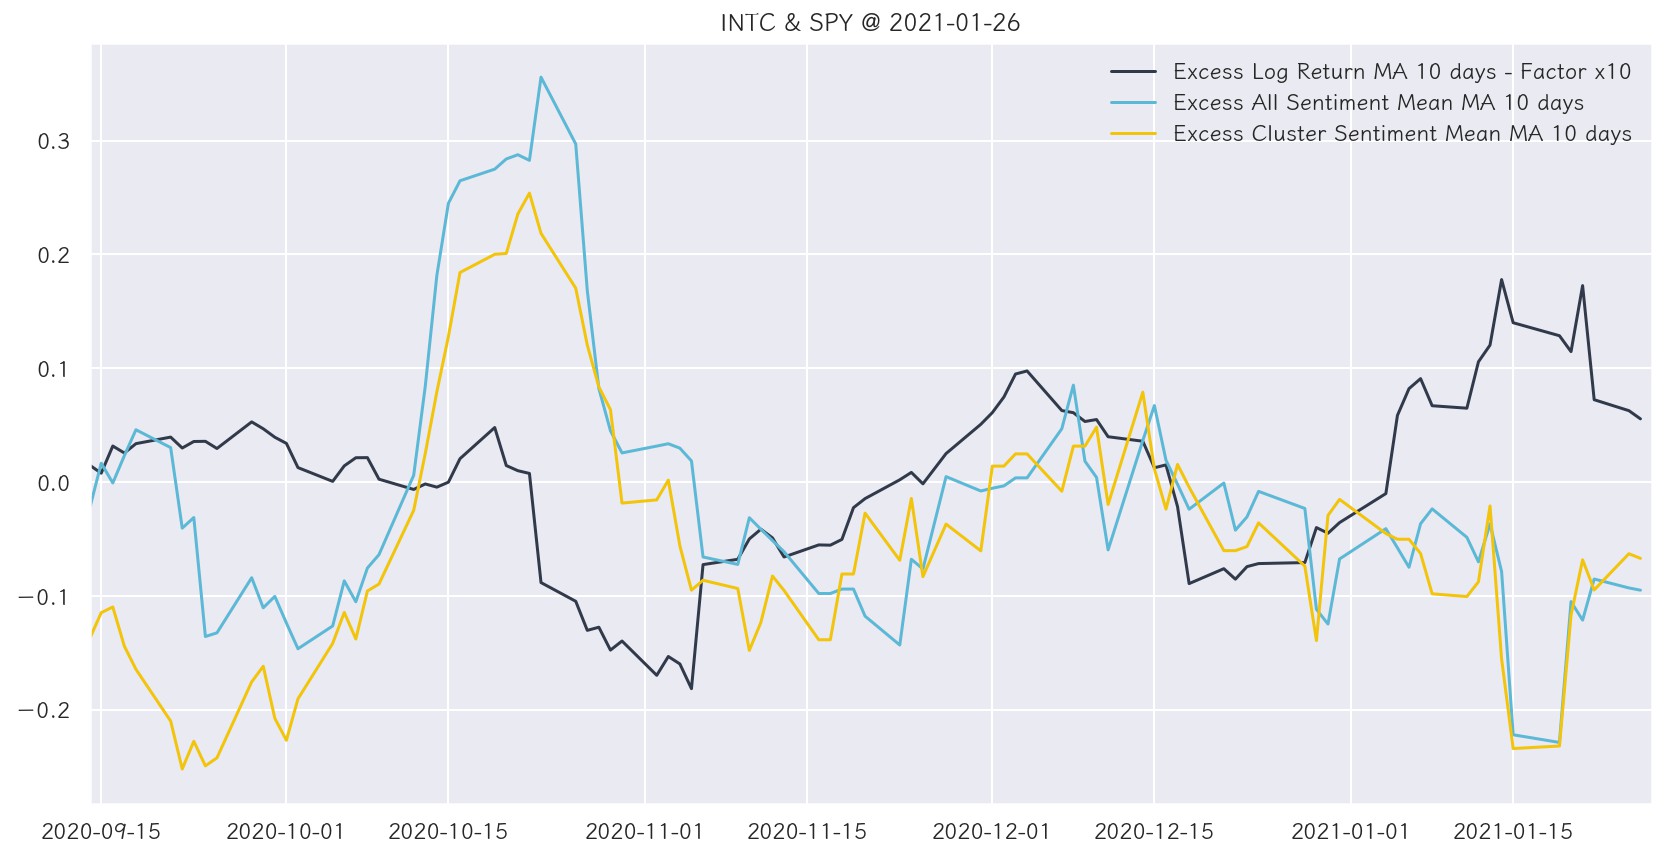 INTC & SPY @ 2021-01-26
Excess Log Return MA 10 days - Factor x10
Excess All Sentiment Mean MA 10 days
Excess Cluster Sentiment Mean MA 10 days
0.3
0.2
0.1
0.0
−0.1
−0.2
2020-09-15 2020-10-01 2020-10-15 2020-11-01 2020-11-15 2020-12-01 2020-12-15 2021-01-01 2021-01-15